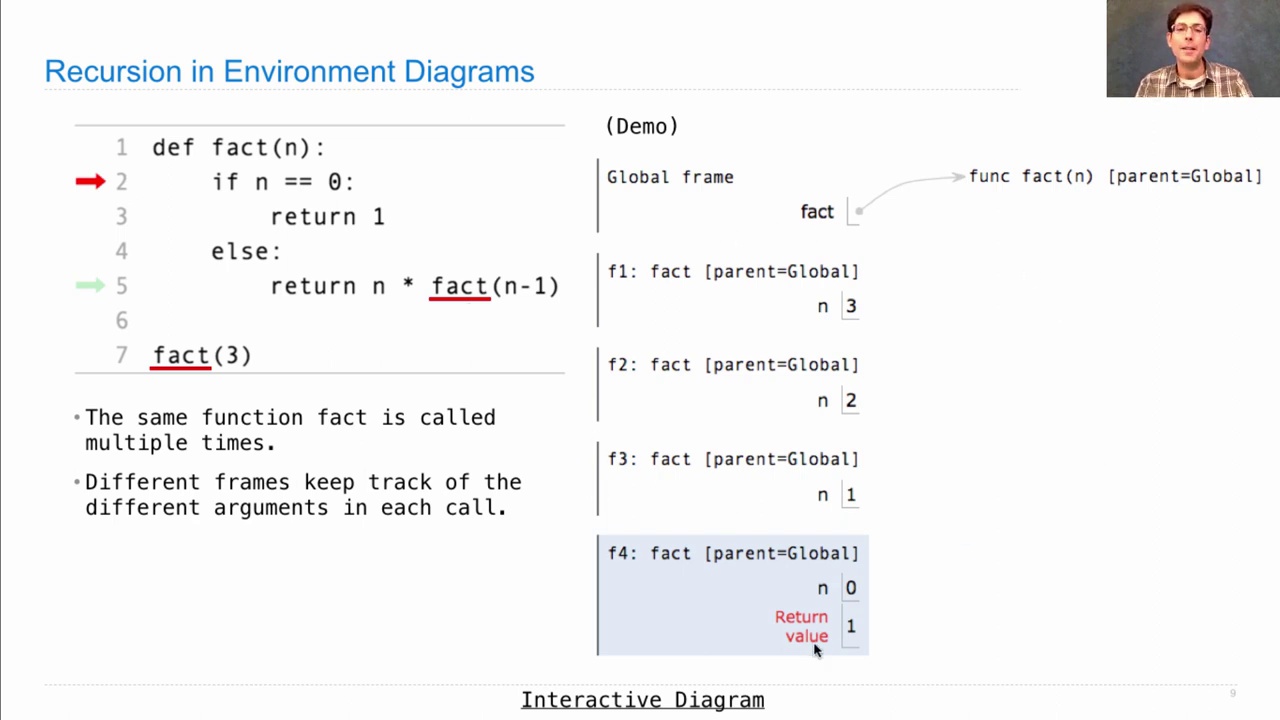 Recursion in Environment Diagrams
1 def fact(n):
2 if n == 0:
3 return 1
4 else:
5 return n * fact(n-1)
6
7 fact(3)
• The same function fact is called
multiple times.
• Different frames keep track of the
different arguments in each call.
(Demo)
Global frame
fact
func fact(n) [parent=Global]
f1: fact [parent=Global]
n 3
f2: fact [parent=Global]
n 2
f3: fact [parent=Global]
n 1
f4: fact [parent=Global]
n 0
Return
value 1
Interactive Diagram
9